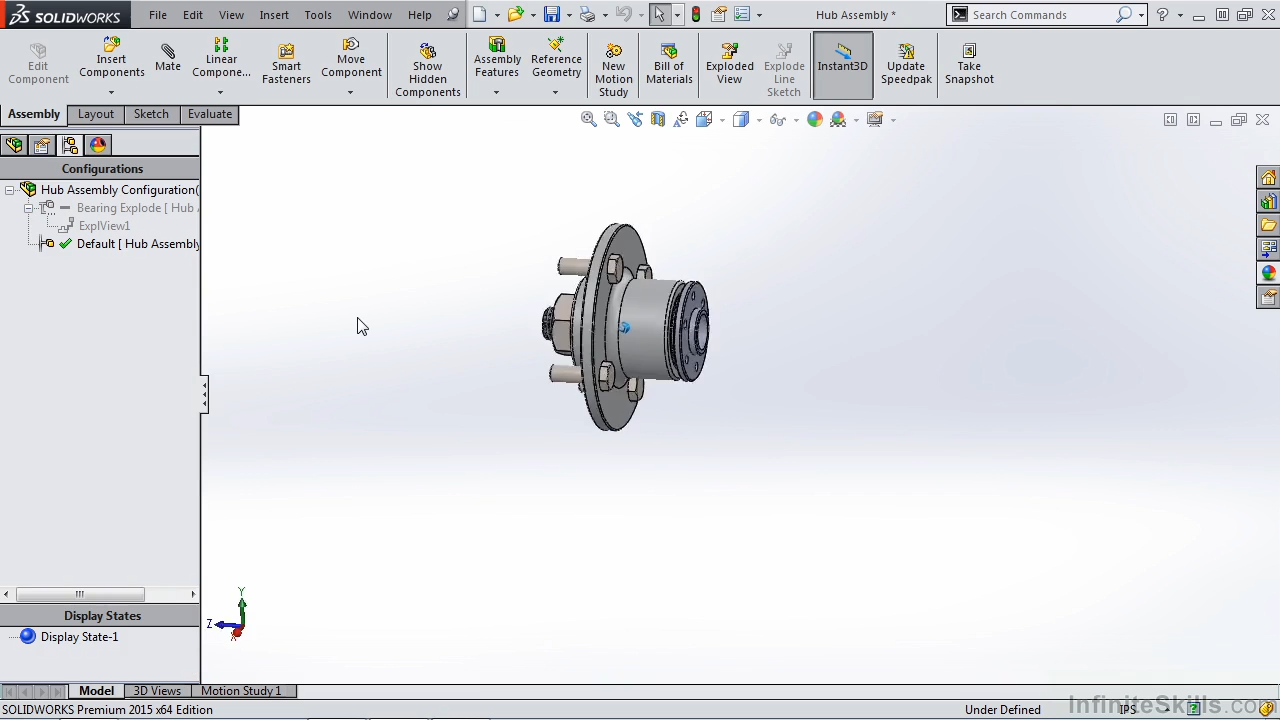 SOLIDWORKS File Edit View Insert Tools Window Help Hub Assembly * Search Commands
Edit Component
Insert Components
Mate
Linear Compone...
Smart Fasteners
Move Component
Show Hidden Components
Assembly Features
Reference Geometry
New Motion Study
Bill of Materials
Exploded View
Explode Line Sketch
Instant3D
Update Speedpak
Take Snapshot
Assembly Layout Sketch Evaluate
Configurations
Hub Assembly Configuration(
Bearing Explode [ Hub
ExplView1
Default [ Hub Assembly
Y
Z
X
Display States
Display State-1
Model 3D Views Motion Study 1
SOLIDWORKS Premium 2015 x64 Edition Under Defined IPS
InfiniteSkills.com